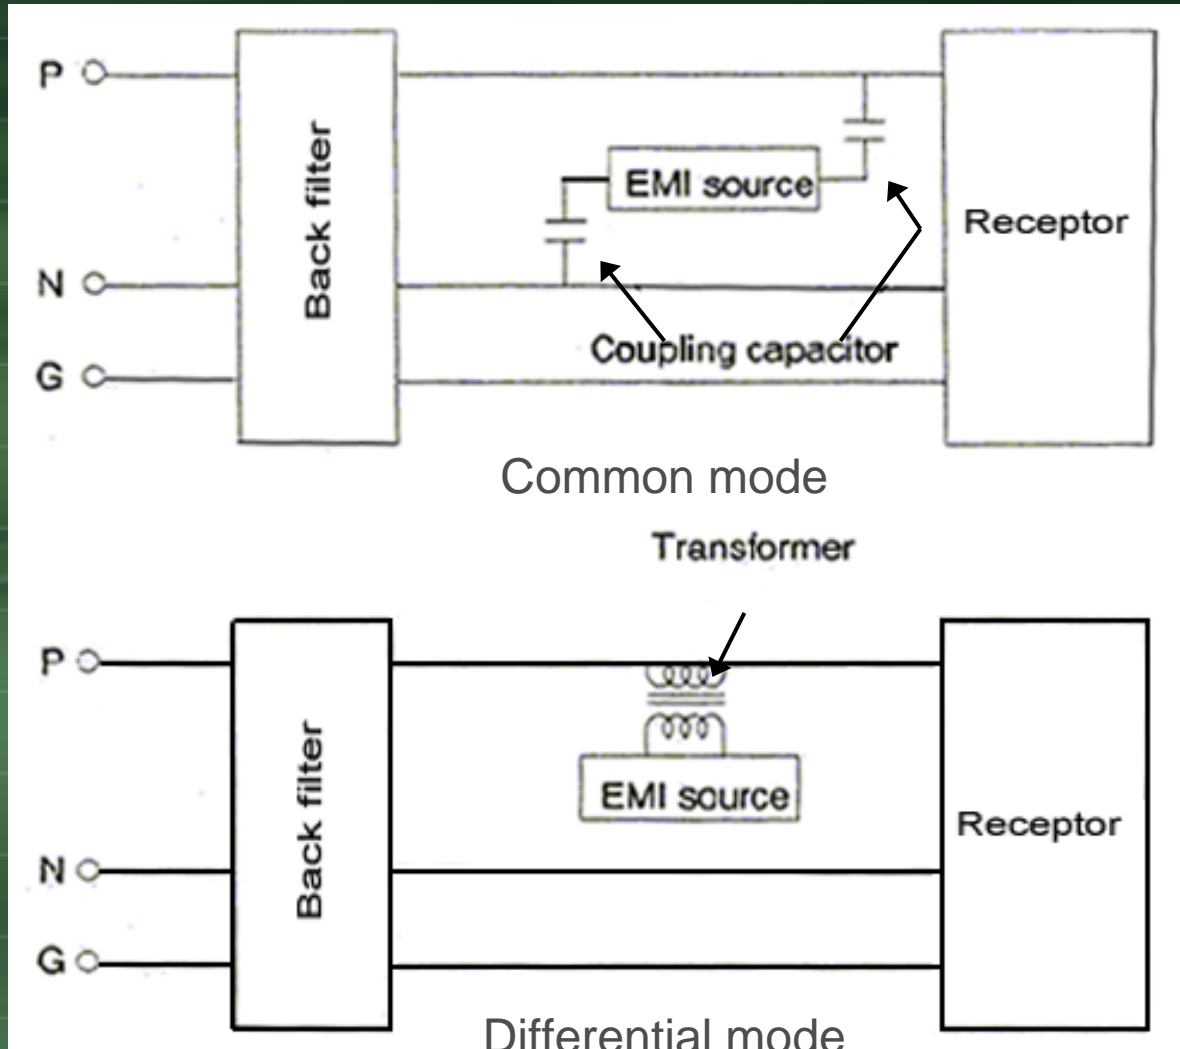 P
Back filter
EMI source
Receptor
N
Coupling capacitor
G
Common mode
Transformer
P
Back filter
EMI source
Receptor
N
G
Differential mode